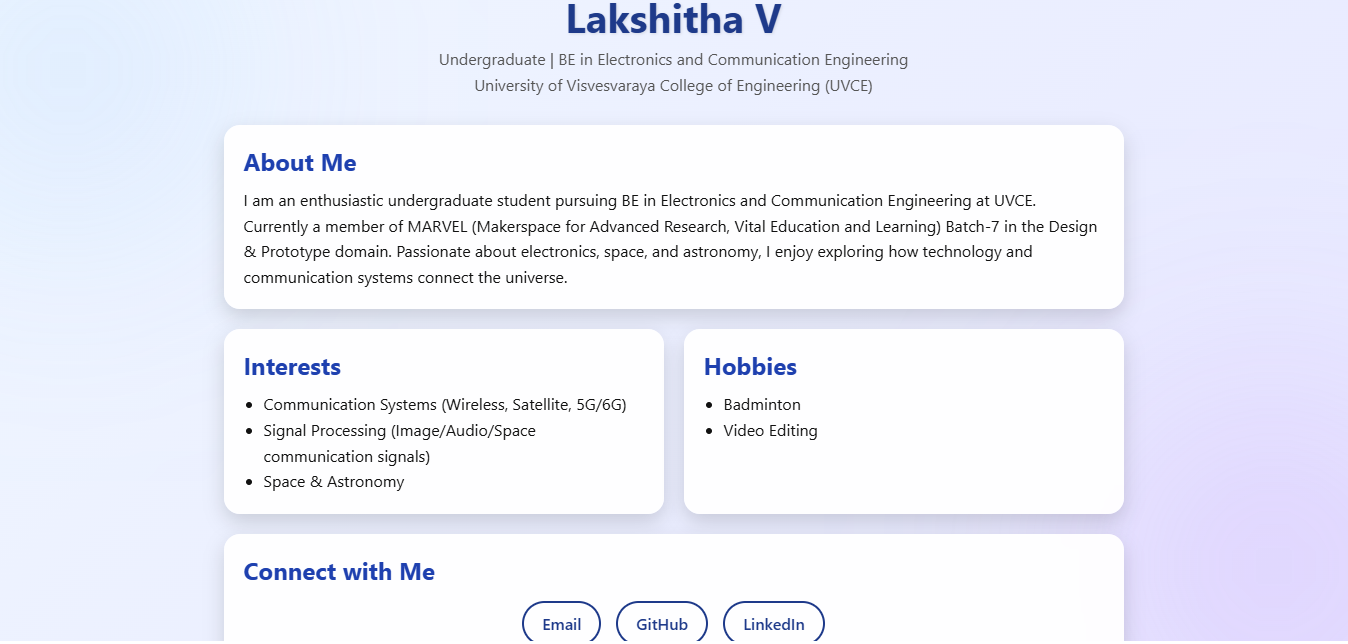 Lakshitha V
Undergraduate | BE in Electronics and Communication Engineering
University of Visvesvaraya College of Engineering (UVCE)
About Me
I am an enthusiastic undergraduate student pursuing BE in Electronics and Communication Engineering at UVCE.
Currently a member of MARVEL (Makerspace for Advanced Research, Vital Education and Learning) Batch-7 in the Design
& Prototype domain. Passionate about electronics, space, and astronomy, I enjoy exploring how technology and
communication systems connect the universe.
Interests
• Communication Systems (Wireless, Satellite, 5G/6G)
• Signal Processing (Image/Audio/Space
communication signals)
• Space & Astronomy
Hobbies
• Badminton
• Video Editing
Connect with Me
Email GitHub LinkedIn